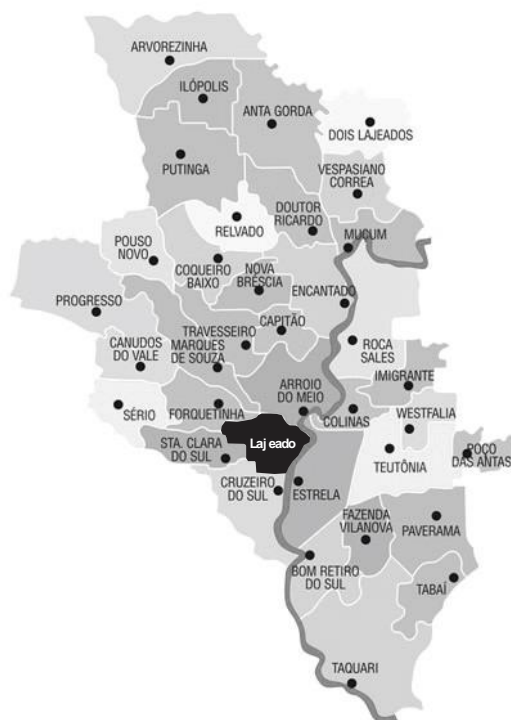 ARVOREZINHA
ILÓPOLIS
ANTA GORDA
DOIS LAJEADOS
PUTINGA
VESPASIANO
CORREA
DOUTOR
RICARDO
RELVADO
MUCUM
POUSO
NOVO
COQUEIRO
BAIXO
NOVA
BRÉSCIA
ENCANTADO
PROGRESSO
CAPITÃO
TRAVESSEIRO
MARQUES
DE SOUZA
CANUDOS
DO VALE
ROCA
SALES
IMIGRANTE
ARROIO
DO MEIO
SÉRIO
FORQUETINHA
COLINAS
WESTFALIA
Lajeado
STA. CLARA
DO SUL
TEUTÔNIA
POÇO
DAS ANTAS
CRUZEIRO
DO SUL
ESTRELA
FAZENDA
VILANOVA
PAVERAMA
BOM RETIRO
DO SUL
TABAÍ
TAQUARI